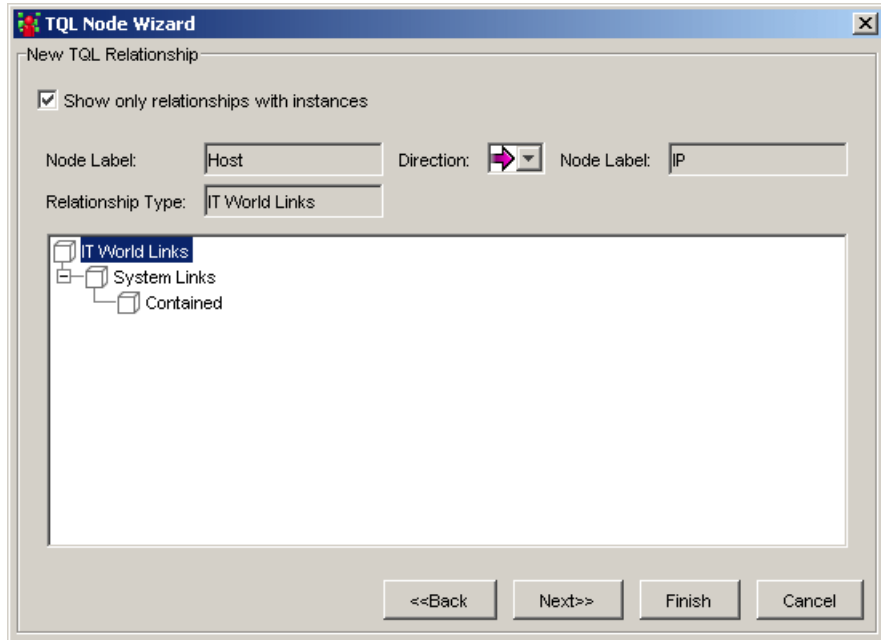 TQL Node Wizard
New TQL Relationship
Show only relationships with instances
Node Label: Host Direction: Node Label: IP
Relationship Type: IT World Links
IT World Links
System Links
Contained
<<Back Next>> Finish Cancel